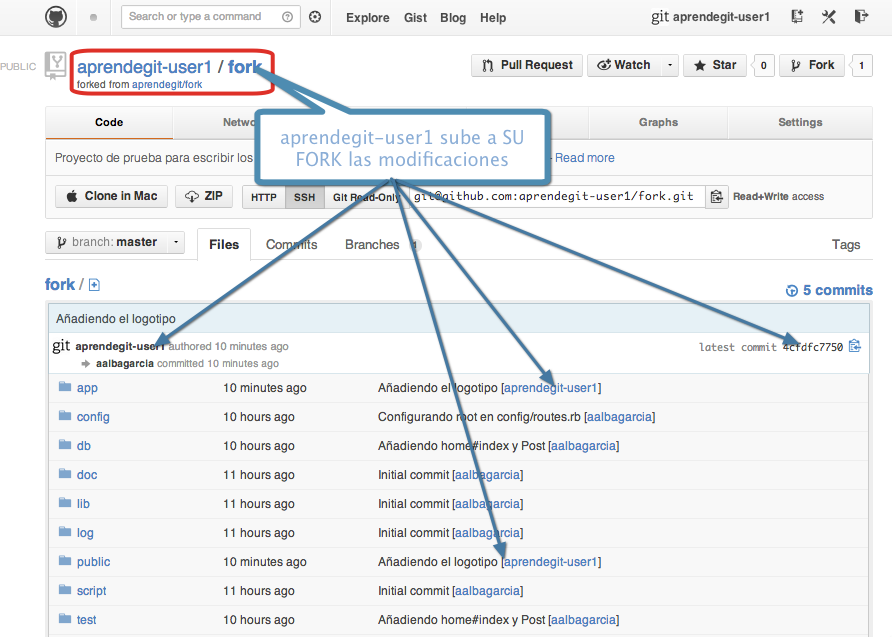 Search or type a command
Explore Gist Blog Help
git aprendegit-user1
PUBLIC
aprendegit-user1 / fork
forked from aprendegit/fork
Pull Request
Watch
Star 0
Fork 1
Code
Netwo
Graphs
Settings
aprendegit-user1 sube a SU
FORK las modificaciones
Proyecto de prueba para escribir los
Read more
Clone in Mac
ZIP
HTTP SSH Git Read-Only git@github.com:aprendegit-user1/fork.git Read+Write access
branch: master
Files Commits Branches Tags
fork /
5 commits
Añadiendo el logotipo
git aprendegit-user1 authored 10 minutes ago
latest commit 4cfdfc7750
aalbagarcia committed 10 minutes ago
app 10 minutes ago Añadiendo el logotipo [aprendegit-user1]
config 10 hours ago Configurando root en config/routes.rb [aalbagarcia]
db 10 hours ago Añadiendo home#index y Post [aalbagarcia]
doc 11 hours ago Initial commit [aalbagarcia]
lib 11 hours ago Initial commit [aalbagarcia]
log 11 hours ago Initial commit [aalbagarcia]
public 10 minutes ago Añadiendo el logotipo [aprendegit-user1]
script 11 hours ago Initial commit [aalbagarcia]
test 10 hours ago Añadiendo home#index y Post [aalbagarcia]